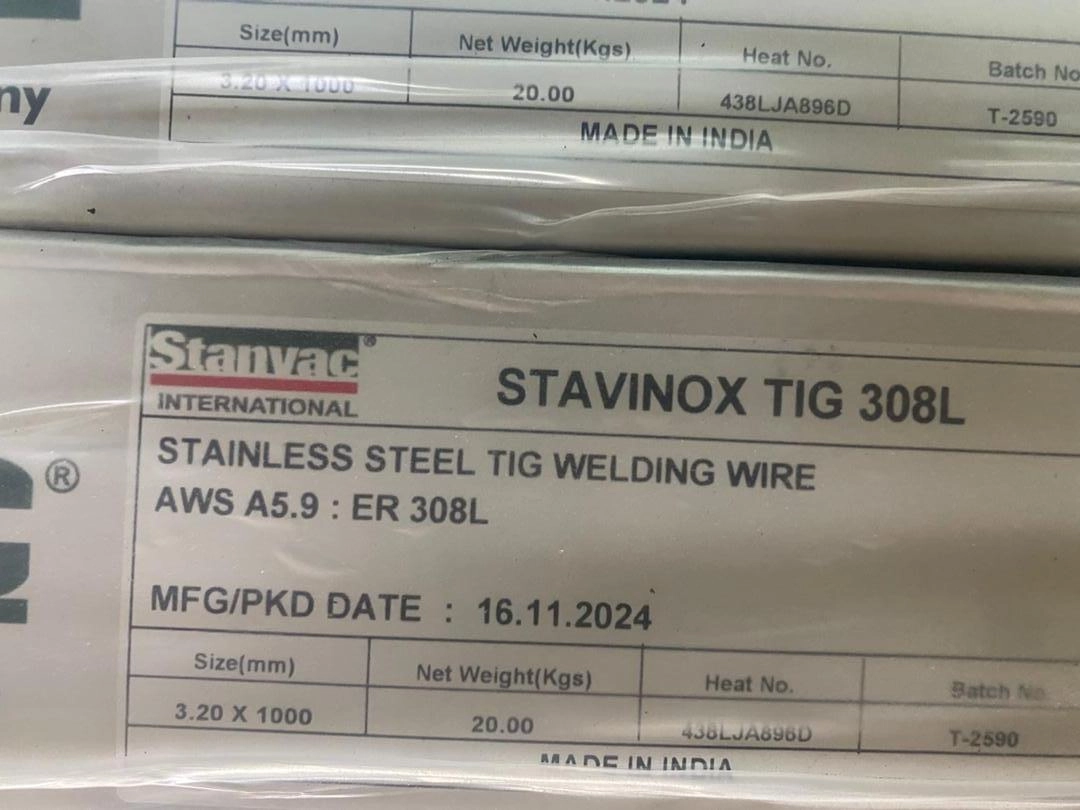 Size(mm) Net Weight(Kgs) Heat No. Batch No
3.20 X 1000 20.00 438LJA896D T-2590
MADE IN INDIA
ny
Stanvac®
INTERNATIONAL
STAVINOX TIG 308L
STAINLESS STEEL TIG WELDING WIRE
AWS A5.9 : ER 308L
®
MFG/PKD DATE : 16.11.2024
Size(mm) Net Weight(Kgs) Heat No. Batch No
3.20 X 1000 20.00 438LJA896D T-2590
MADE IN INDIA